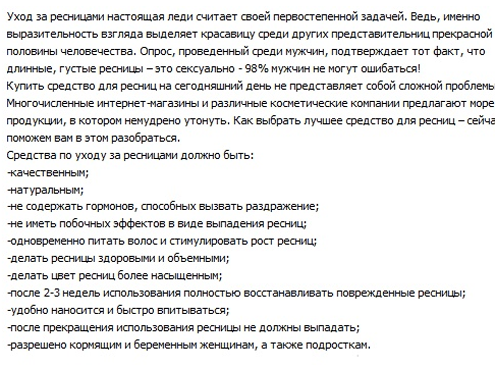 Уход за ресницами настоящая леди считает своей первостепенной задачей. Ведь, именно
выразительность взгляда выделяет красавицу среди других представительниц прекрасной
половины человечества. Опрос, проведенный среди мужчин, подтверждает тот факт, что
длинные, густые ресницы – это сексуально - 98% мужчин не могут ошибаться!
Купить средство для ресниц на сегодняшний день не представляет собой сложной проблемы
Многочисленные интернет-магазины и различные косметические компании предлагают море
продукции, в котором немудрено утонуть. Как выбрать лучшее средство для ресниц – сейча
поможем вам в этом разобраться.
Средства по уходу за ресницами должно быть:
-качественным;
-натуральным;
-не содержать гормонов, способных вызвать раздражение;
-не иметь побочных эффектов в виде выпадения ресниц;
-одновременно питать волос и стимулировать рост ресниц;
-делать ресницы здоровыми и объемными;
-делать цвет ресниц более насыщенным;
-после 2-3 недель использования полностью восстанавливать поврежденные ресницы;
-удобно наносится и быстро впитываться;
-после прекращения использования ресницы не должны выпадать;
-разрешено кормящим и беременным женщинам, а также подросткам.